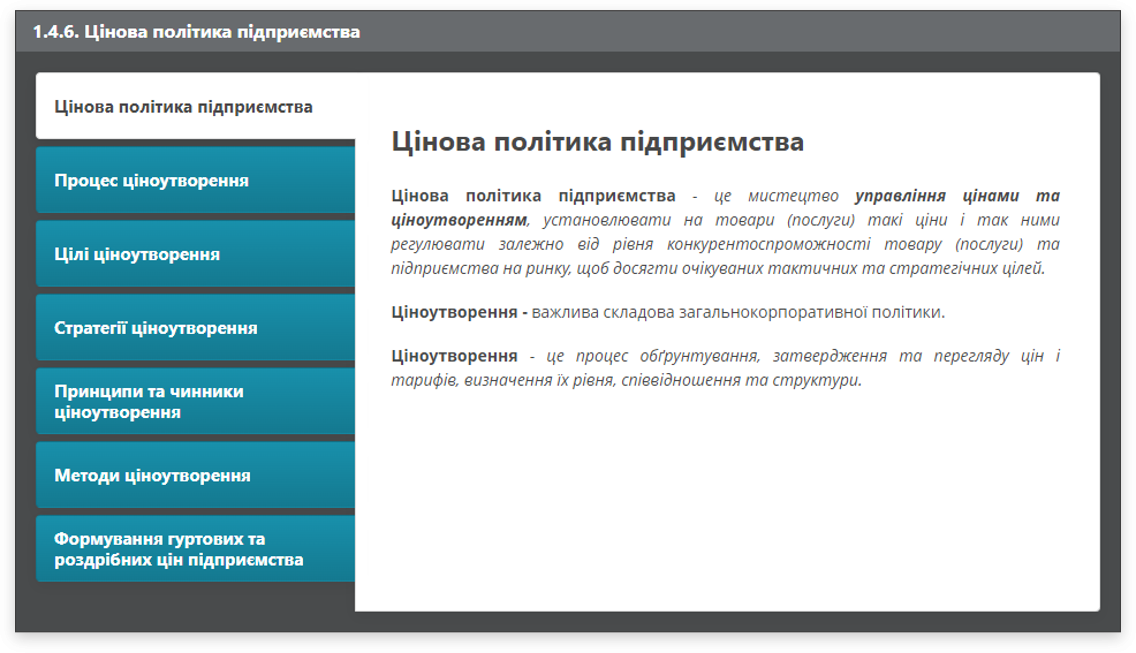 1.4.6. Цінова політика підприємства
Цінова політика підприємства
Процес ціноутворення
Цілі ціноутворення
Стратегії ціноутворення
Принципи та чинники
ціноутворення
Методи ціноутворення
Формування гуртових та
роздрібних цін підприємства
Цінова політика підприємства
Цінова політика підприємства - це мистецтво управління цінами та
ціноутворенням, установлювати на товари (послуги) такі ціни і так ними
регулювати залежно від рівня конкурентоспроможності товару (послуги) та
підприємства на ринку, щоб досягти очікуваних тактичних та стратегічних цілей.
Ціноутворення - важлива складова загальнокорпоративної політики.
Ціноутворення - це процес обґрунтування, затвердження та перегляду цін і
тарифів, визначення їх рівня, співвідношення та структури.